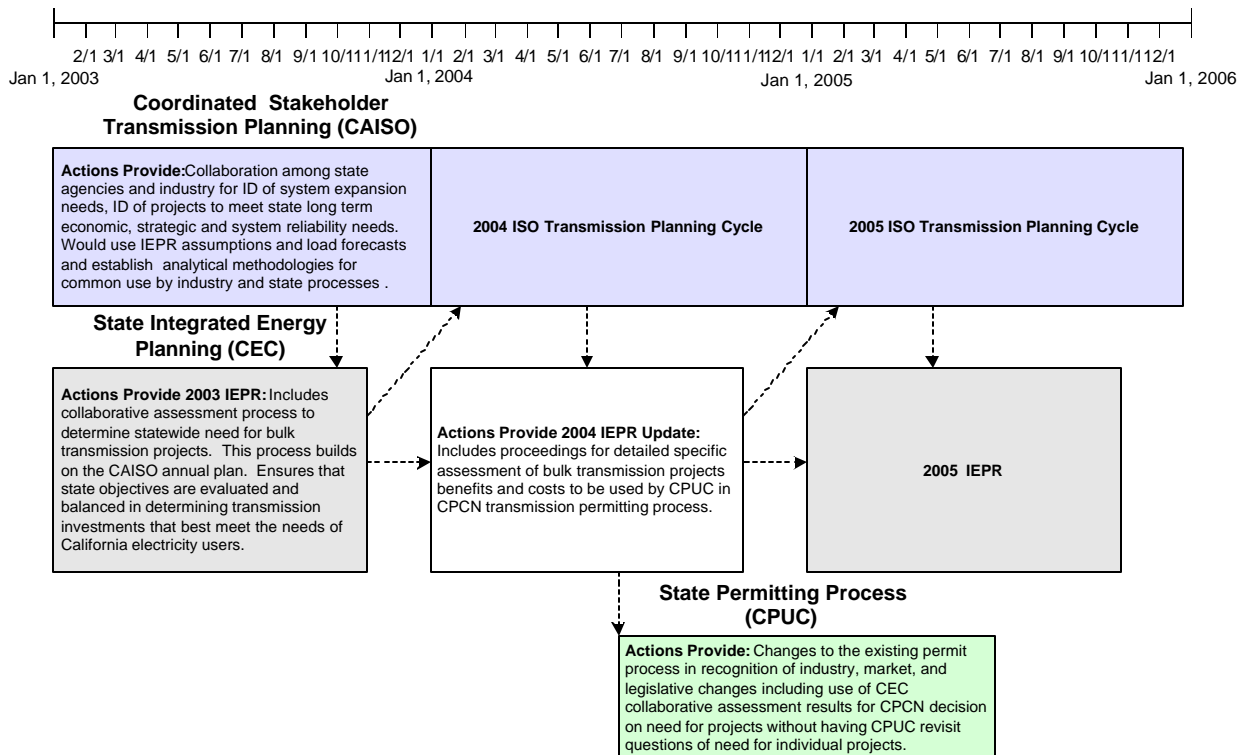 2/1 3/1 4/1 5/1 6/1 7/1 8/1 9/1 10/1 11/1 12/1 1/1 2/1 3/1 4/1 5/1 6/1 7/1 8/1 9/1 10/1 11/1 12/1 1/1 2/1 3/1 4/1 5/1 6/1 7/1 8/1 9/1 10/1 11/1 12/1
Jan 1, 2003 Jan 1, 2004 Jan 1, 2005 Jan 1, 2006
Coordinated Stakeholder
Transmission Planning (CAISO)
Actions Provide:Collaboration among state
agencies and industry for ID of system expansion
needs, ID of projects to meet state long term
economic, strategic and system reliability needs.
Would use IEPR assumptions and load forecasts
and establish analytical methodologies for
common use by industry and state processes .
2004 ISO Transmission Planning Cycle
2005 ISO Transmission Planning Cycle
State Integrated Energy
Planning (CEC)
Actions Provide 2003 IEPR: Includes
collaborative assessment process to
determine statewide need for bulk
transmission projects. This process builds
on the CAISO annual plan. Ensures that
state objectives are evaluated and
balanced in determining transmission
investments that best meet the needs of
California electricity users.
Actions Provide 2004 IEPR Update:
Includes proceedings for detailed specific
assessment of bulk transmission projects
benefits and costs to be used by CPUC in
CPCN transmission permitting process.
2005 IEPR
State Permitting Process
(CPUC)
Actions Provide: Changes to the existing permit
process in recognition of industry, market, and
legislative changes including use of CEC
collaborative assessment results for CPCN decision
on need for projects without having CPUC revisit
questions of need for individual projects.